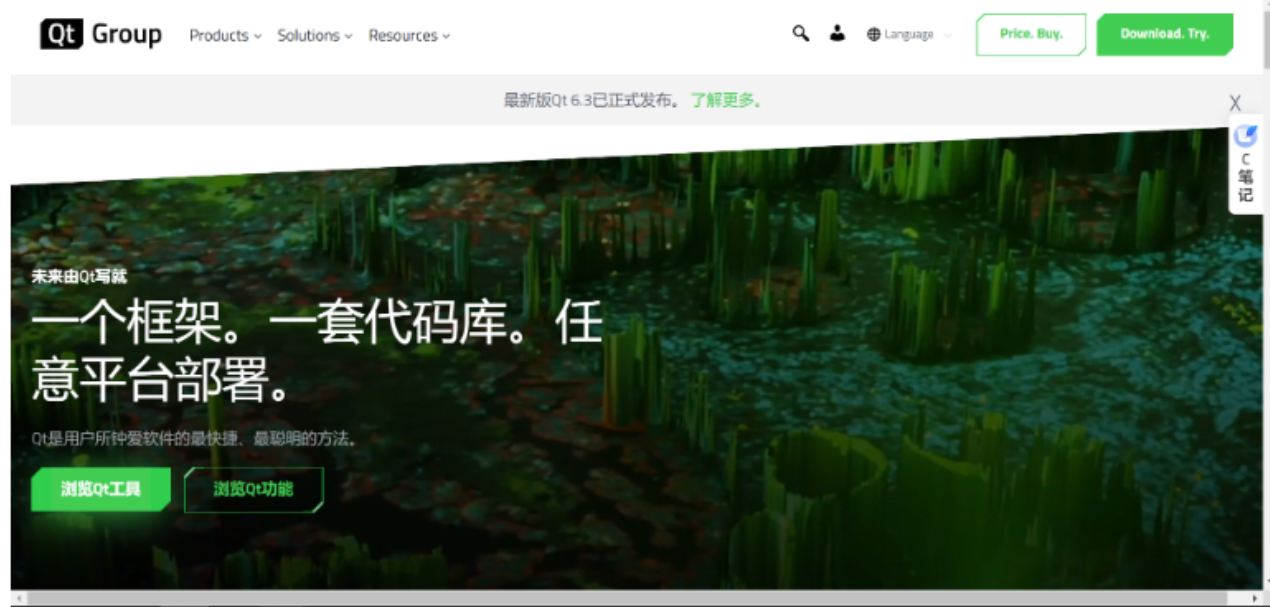 Qt Group Products Solutions Resources Language Price. Buy. Download. Try.
最新版Qt 6.3已正式发布。 了解更多。
X
C
笔
记
未来由Qt写就
一个框架。一套代码库。任
意平台部署。
Qt是用户所钟爱软件的最快捷、最聪明的方法。
浏览Qt工具 浏览Qt功能